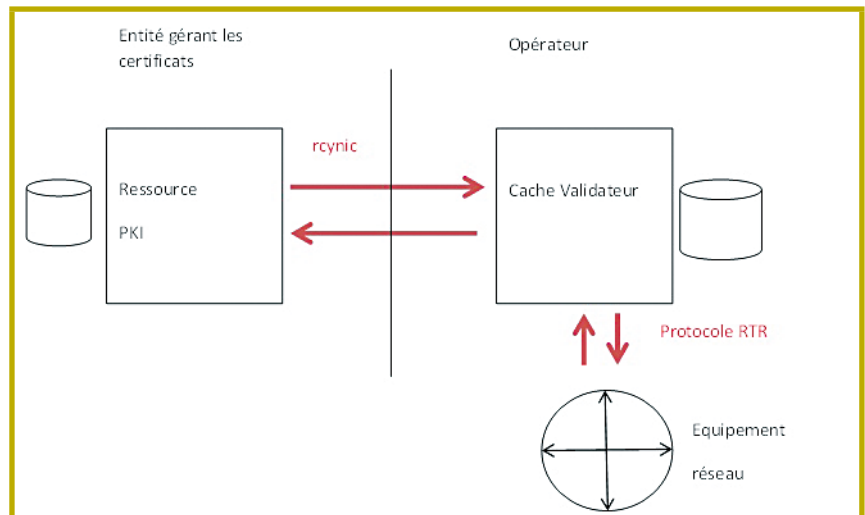 Entité gérant les
certificats
Opérateur
rcynic
Ressource
PKI
Cache Validateur
Protocole RTR
Equipement
réseau